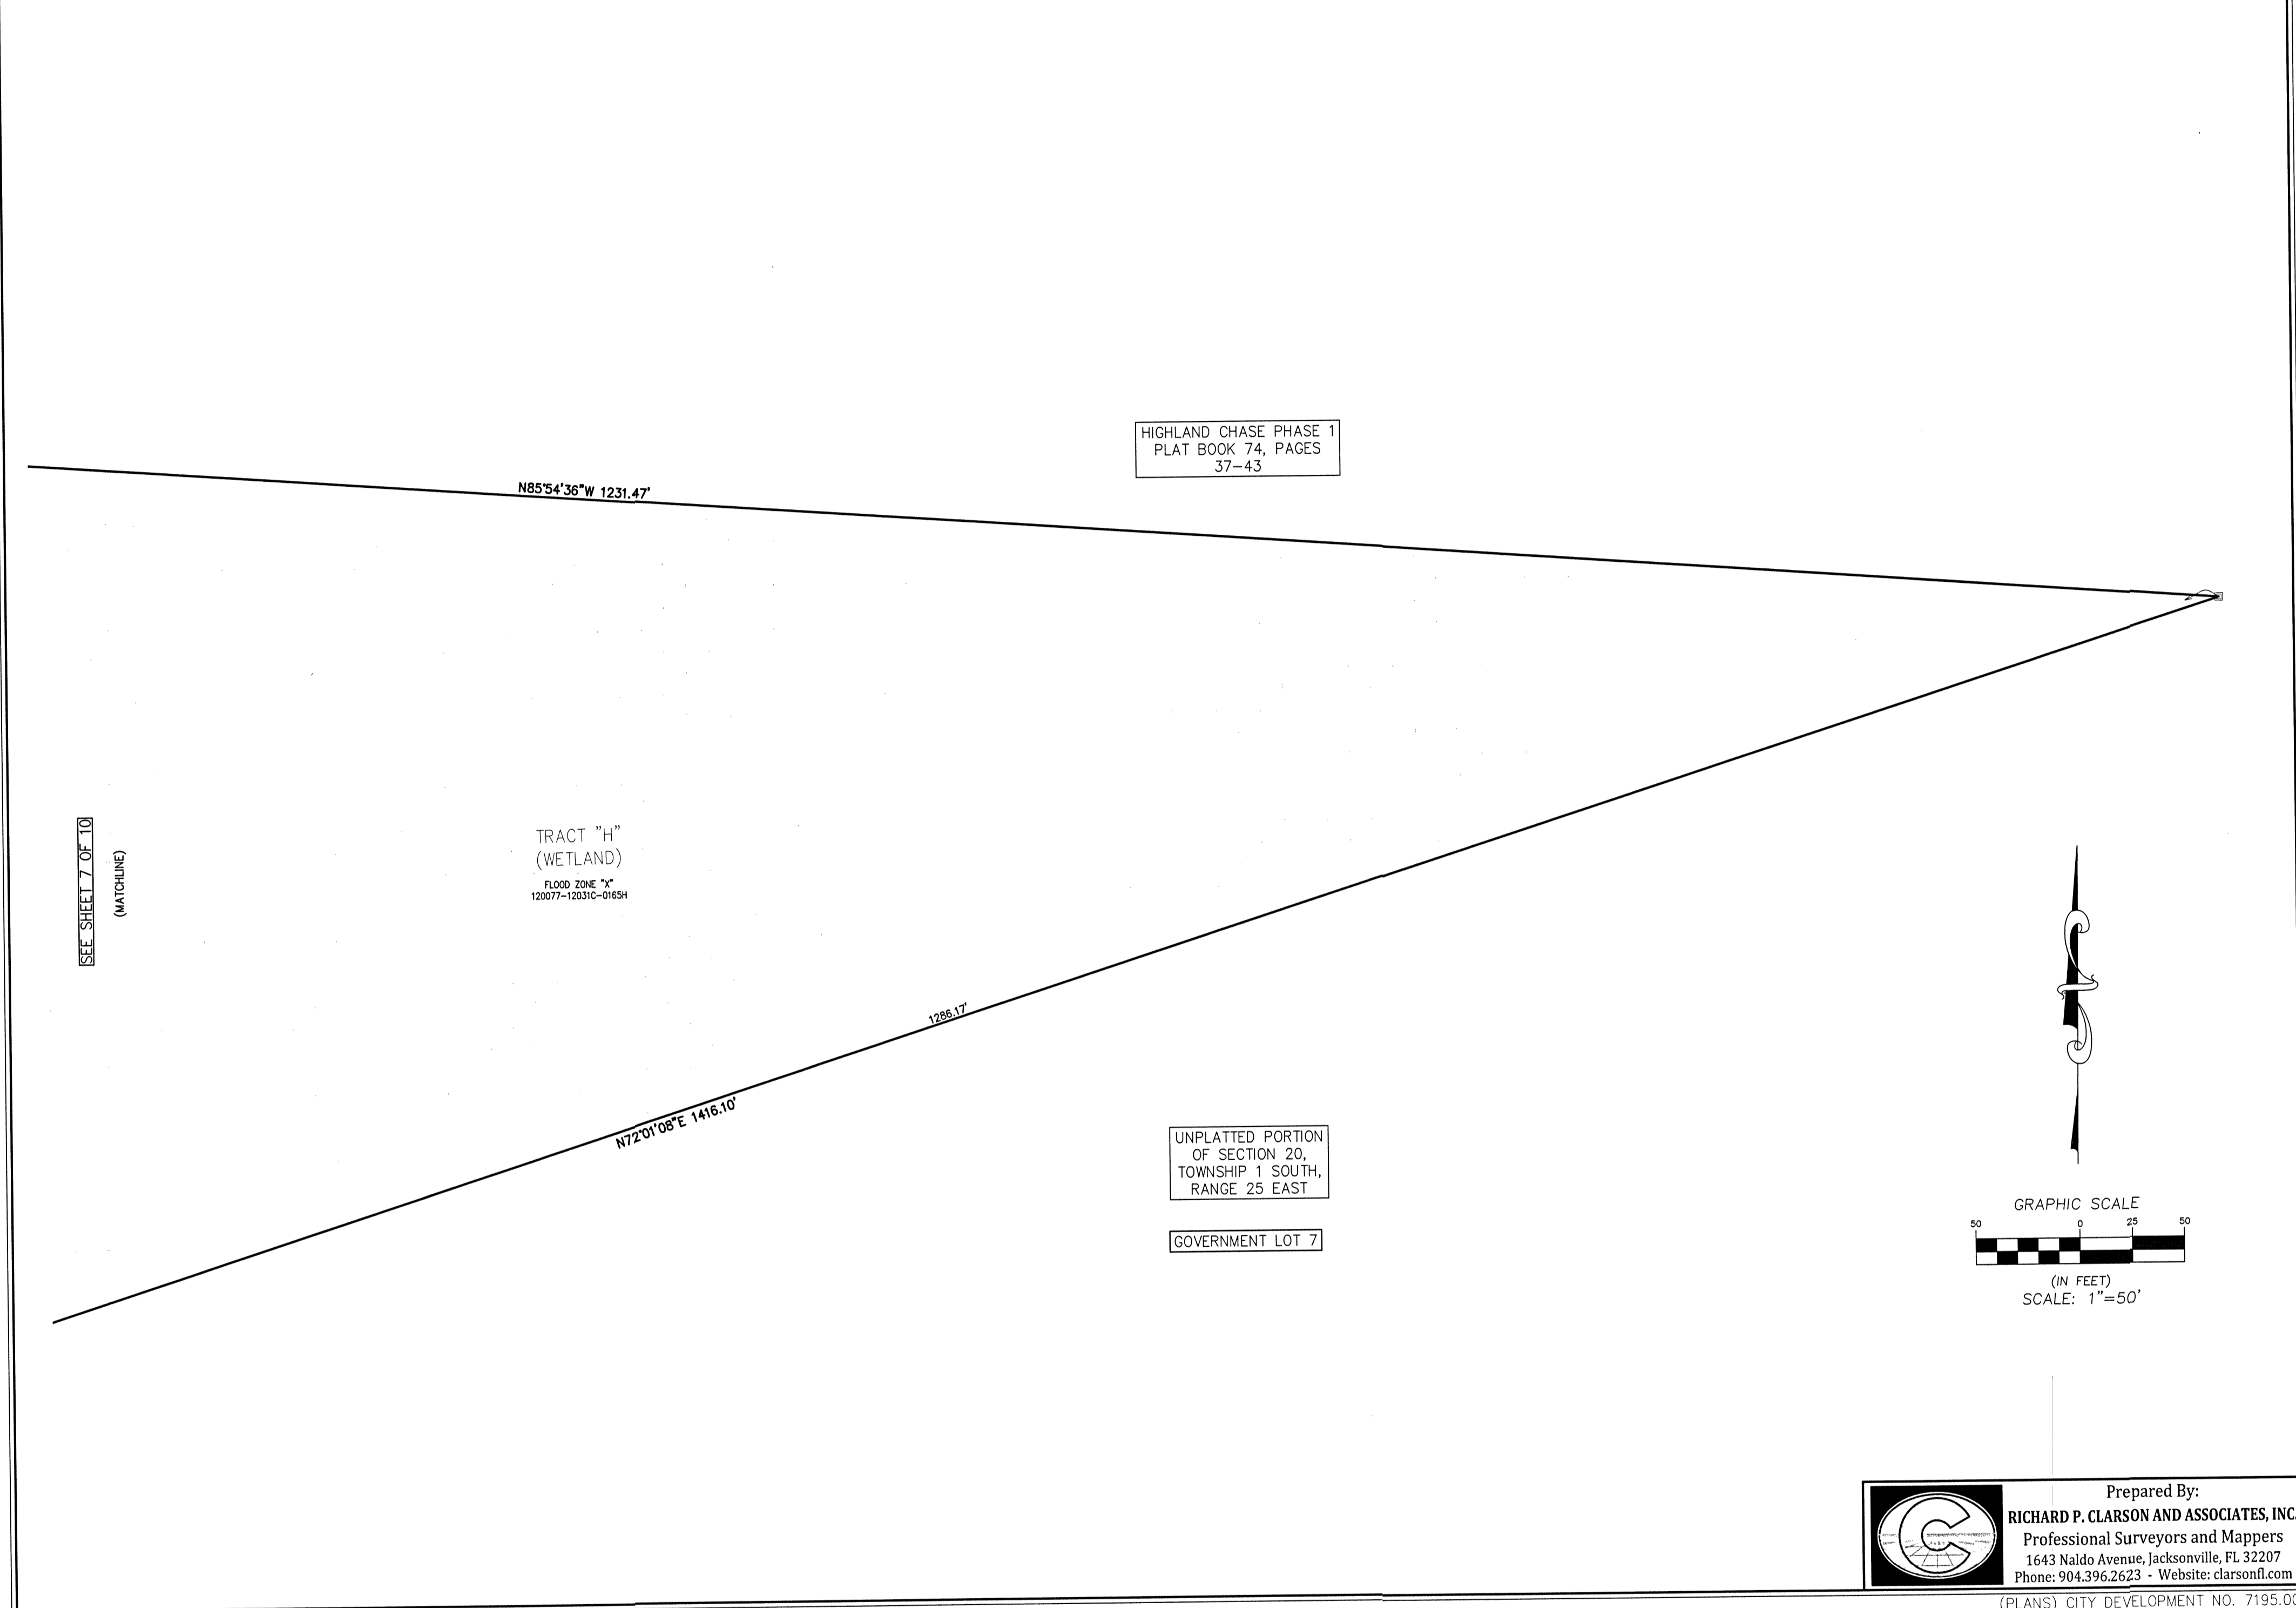 HIGHLAND CHASE PHASE 1
PLAT BOOK 74, PAGES
37-43
N85°54'36"W 1231.47'
SEE SHEET 7 OF 10
(MATCHLINE)
TRACT "H"
(WETLAND)
FLOOD ZONE "X"
120077-12031C-0165H
1286.17'
N72°01'08"E 1416.10'
UNPLATTED PORTION
OF SECTION 20,
TOWNSHIP 1 SOUTH,
RANGE 25 EAST
GOVERNMENT LOT 7
GRAPHIC SCALE
50 0 25 50
(IN FEET)
SCALE: 1"=50'
Prepared By:
RICHARD P. CLARSON AND ASSOCIATES, INC.
Professional Surveyors and Mappers
1643 Naldo Avenue, Jacksonville, FL 32207
Phone: 904.396.2623 - Website: clarsonfl.com
(PLANS) CITY DEVELOPMENT NO. 7195.00